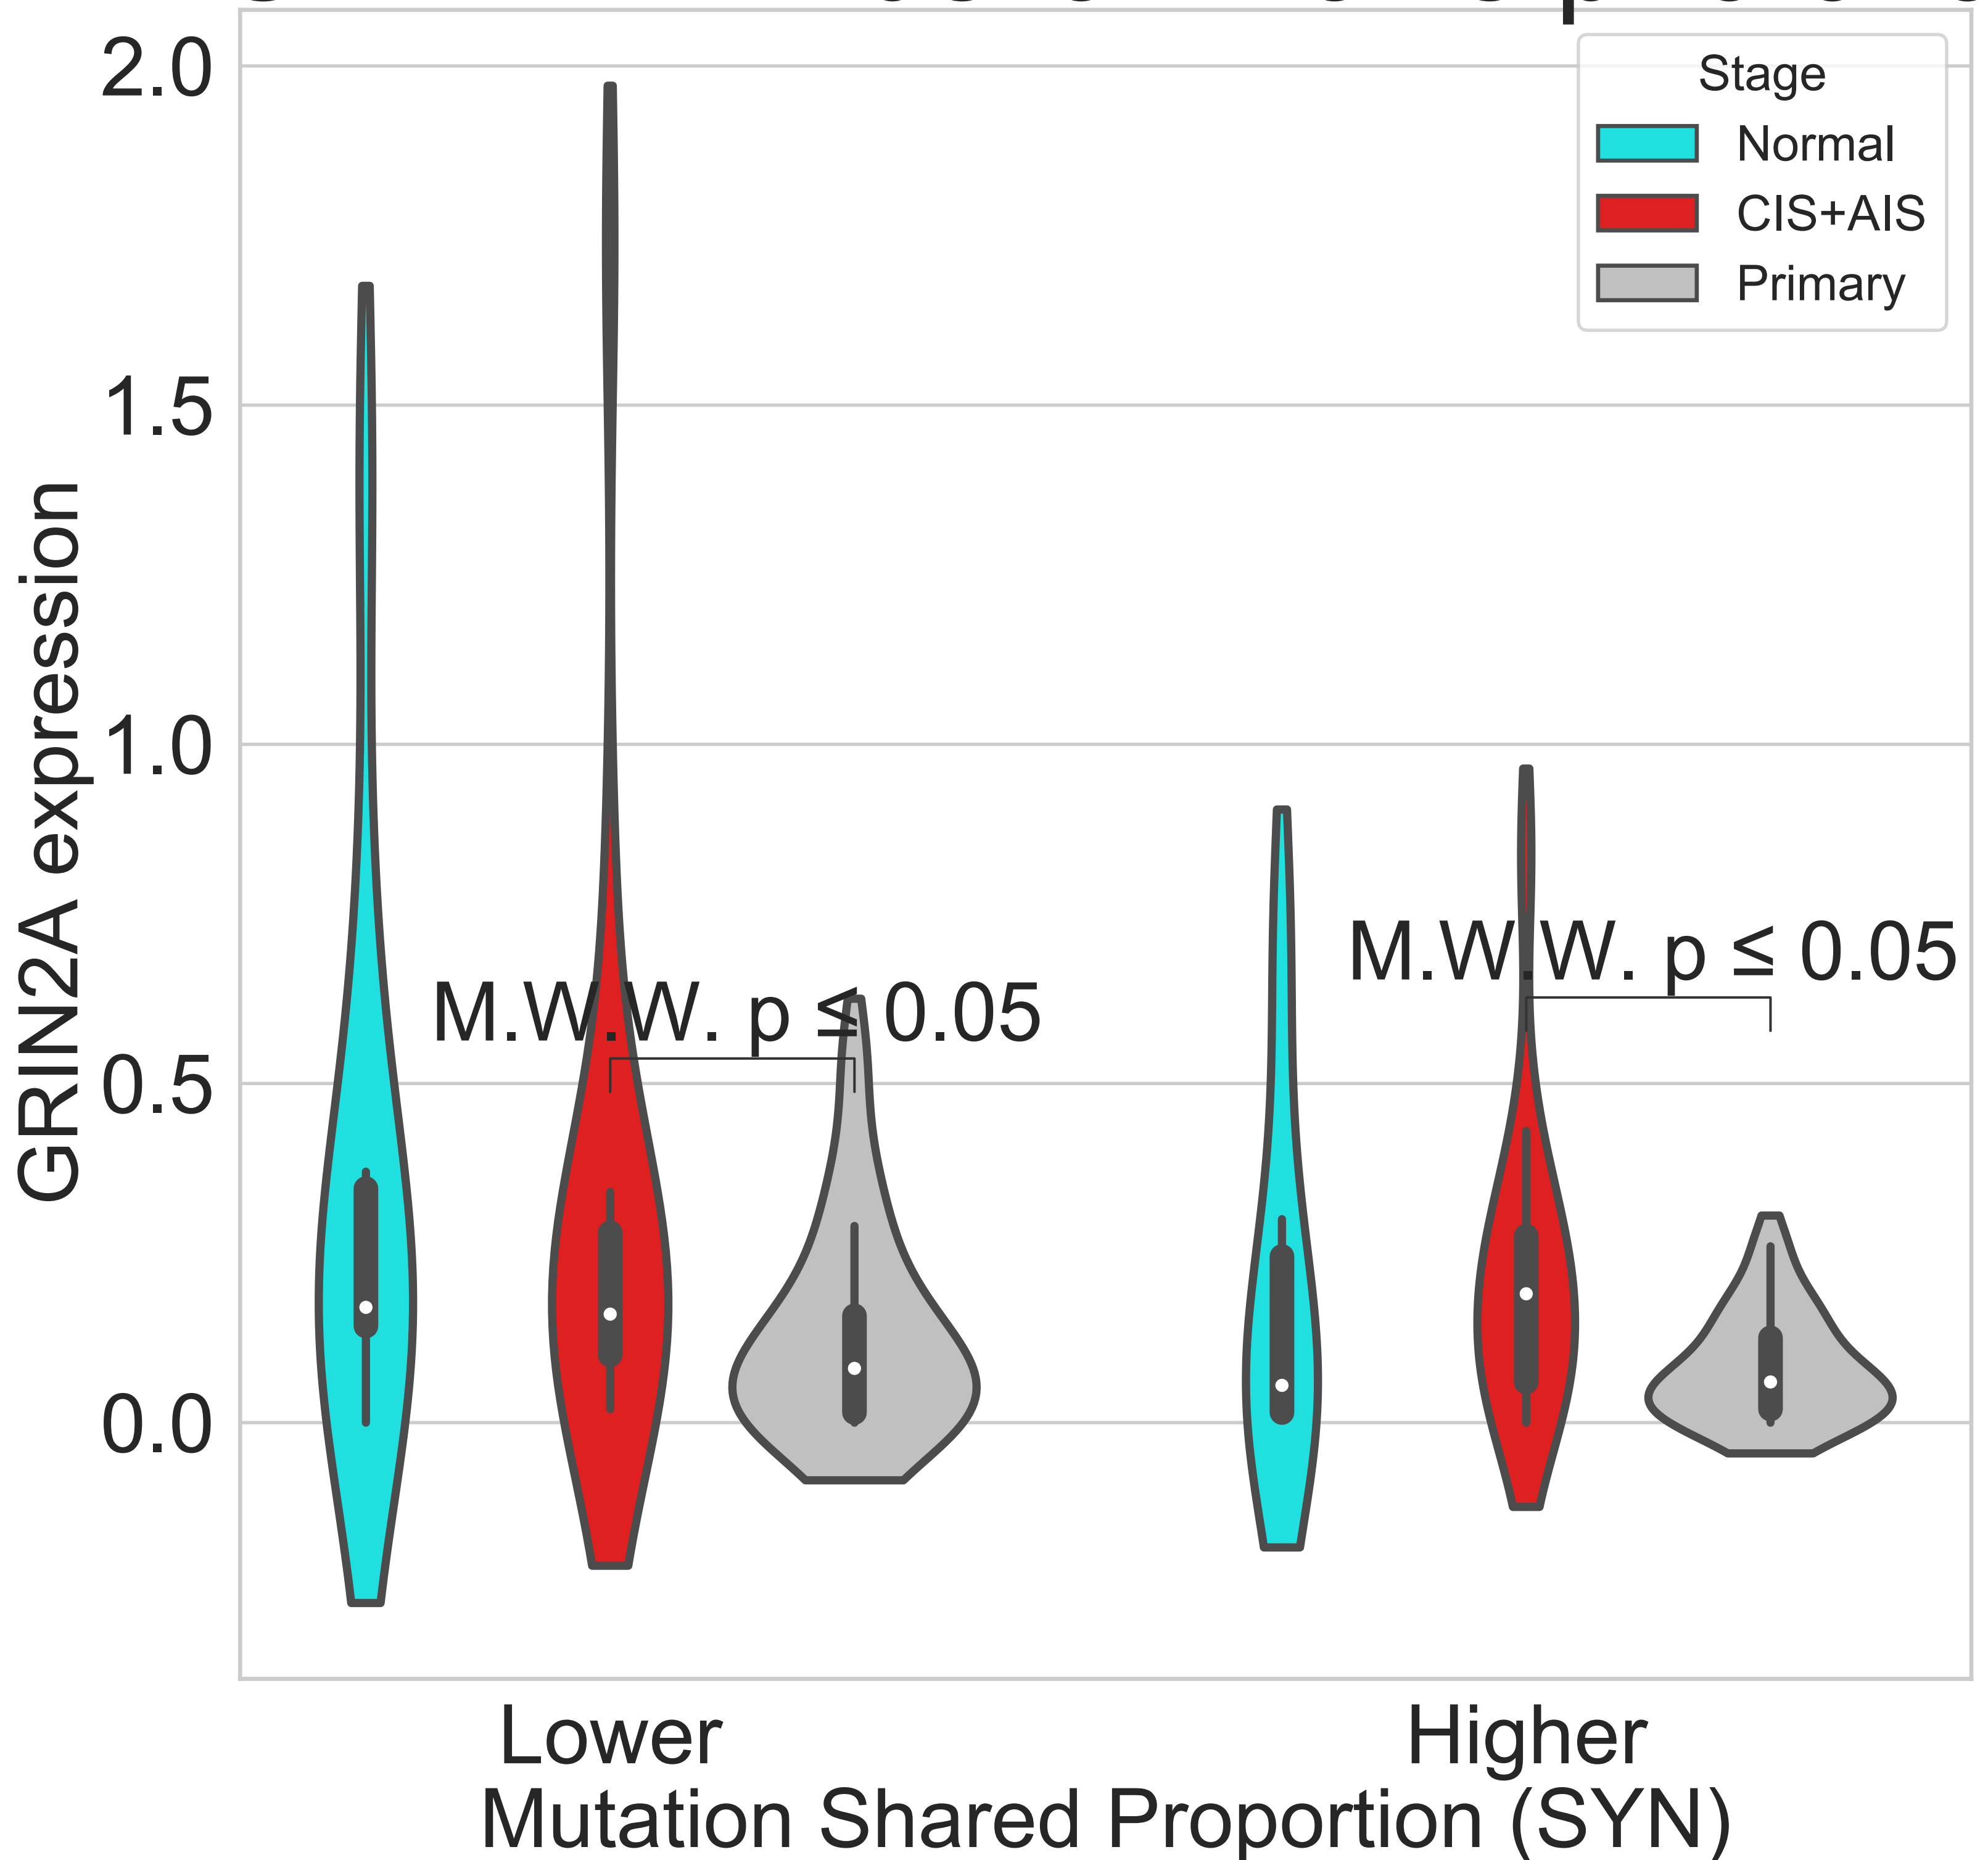 2.0
1.5
1.0
0.5
0.0
GRIN2A expression
Stage
Normal
CIS+AIS
Primary
M.W.W. p ≤ 0.05
M.W.W. p ≤ 0.05
Lower
Higher
Mutation Shared Proportion (SYN)